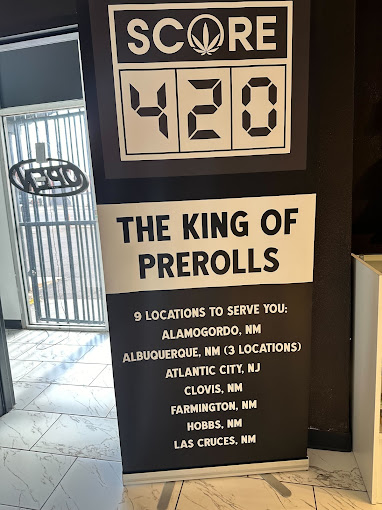 SCORE
420
THE KING OF
PREROLLS
9 LOCATIONS TO SERVE YOU:
ALAMOGORDO, NM
ALBUQUERQUE, NM (3 LOCATIONS)
ATLANTIC CITY, NJ
CLOVIS, NM
FARMINGTON, NM
HOBBS, NM
LAS CRUCES, NM
OPEN